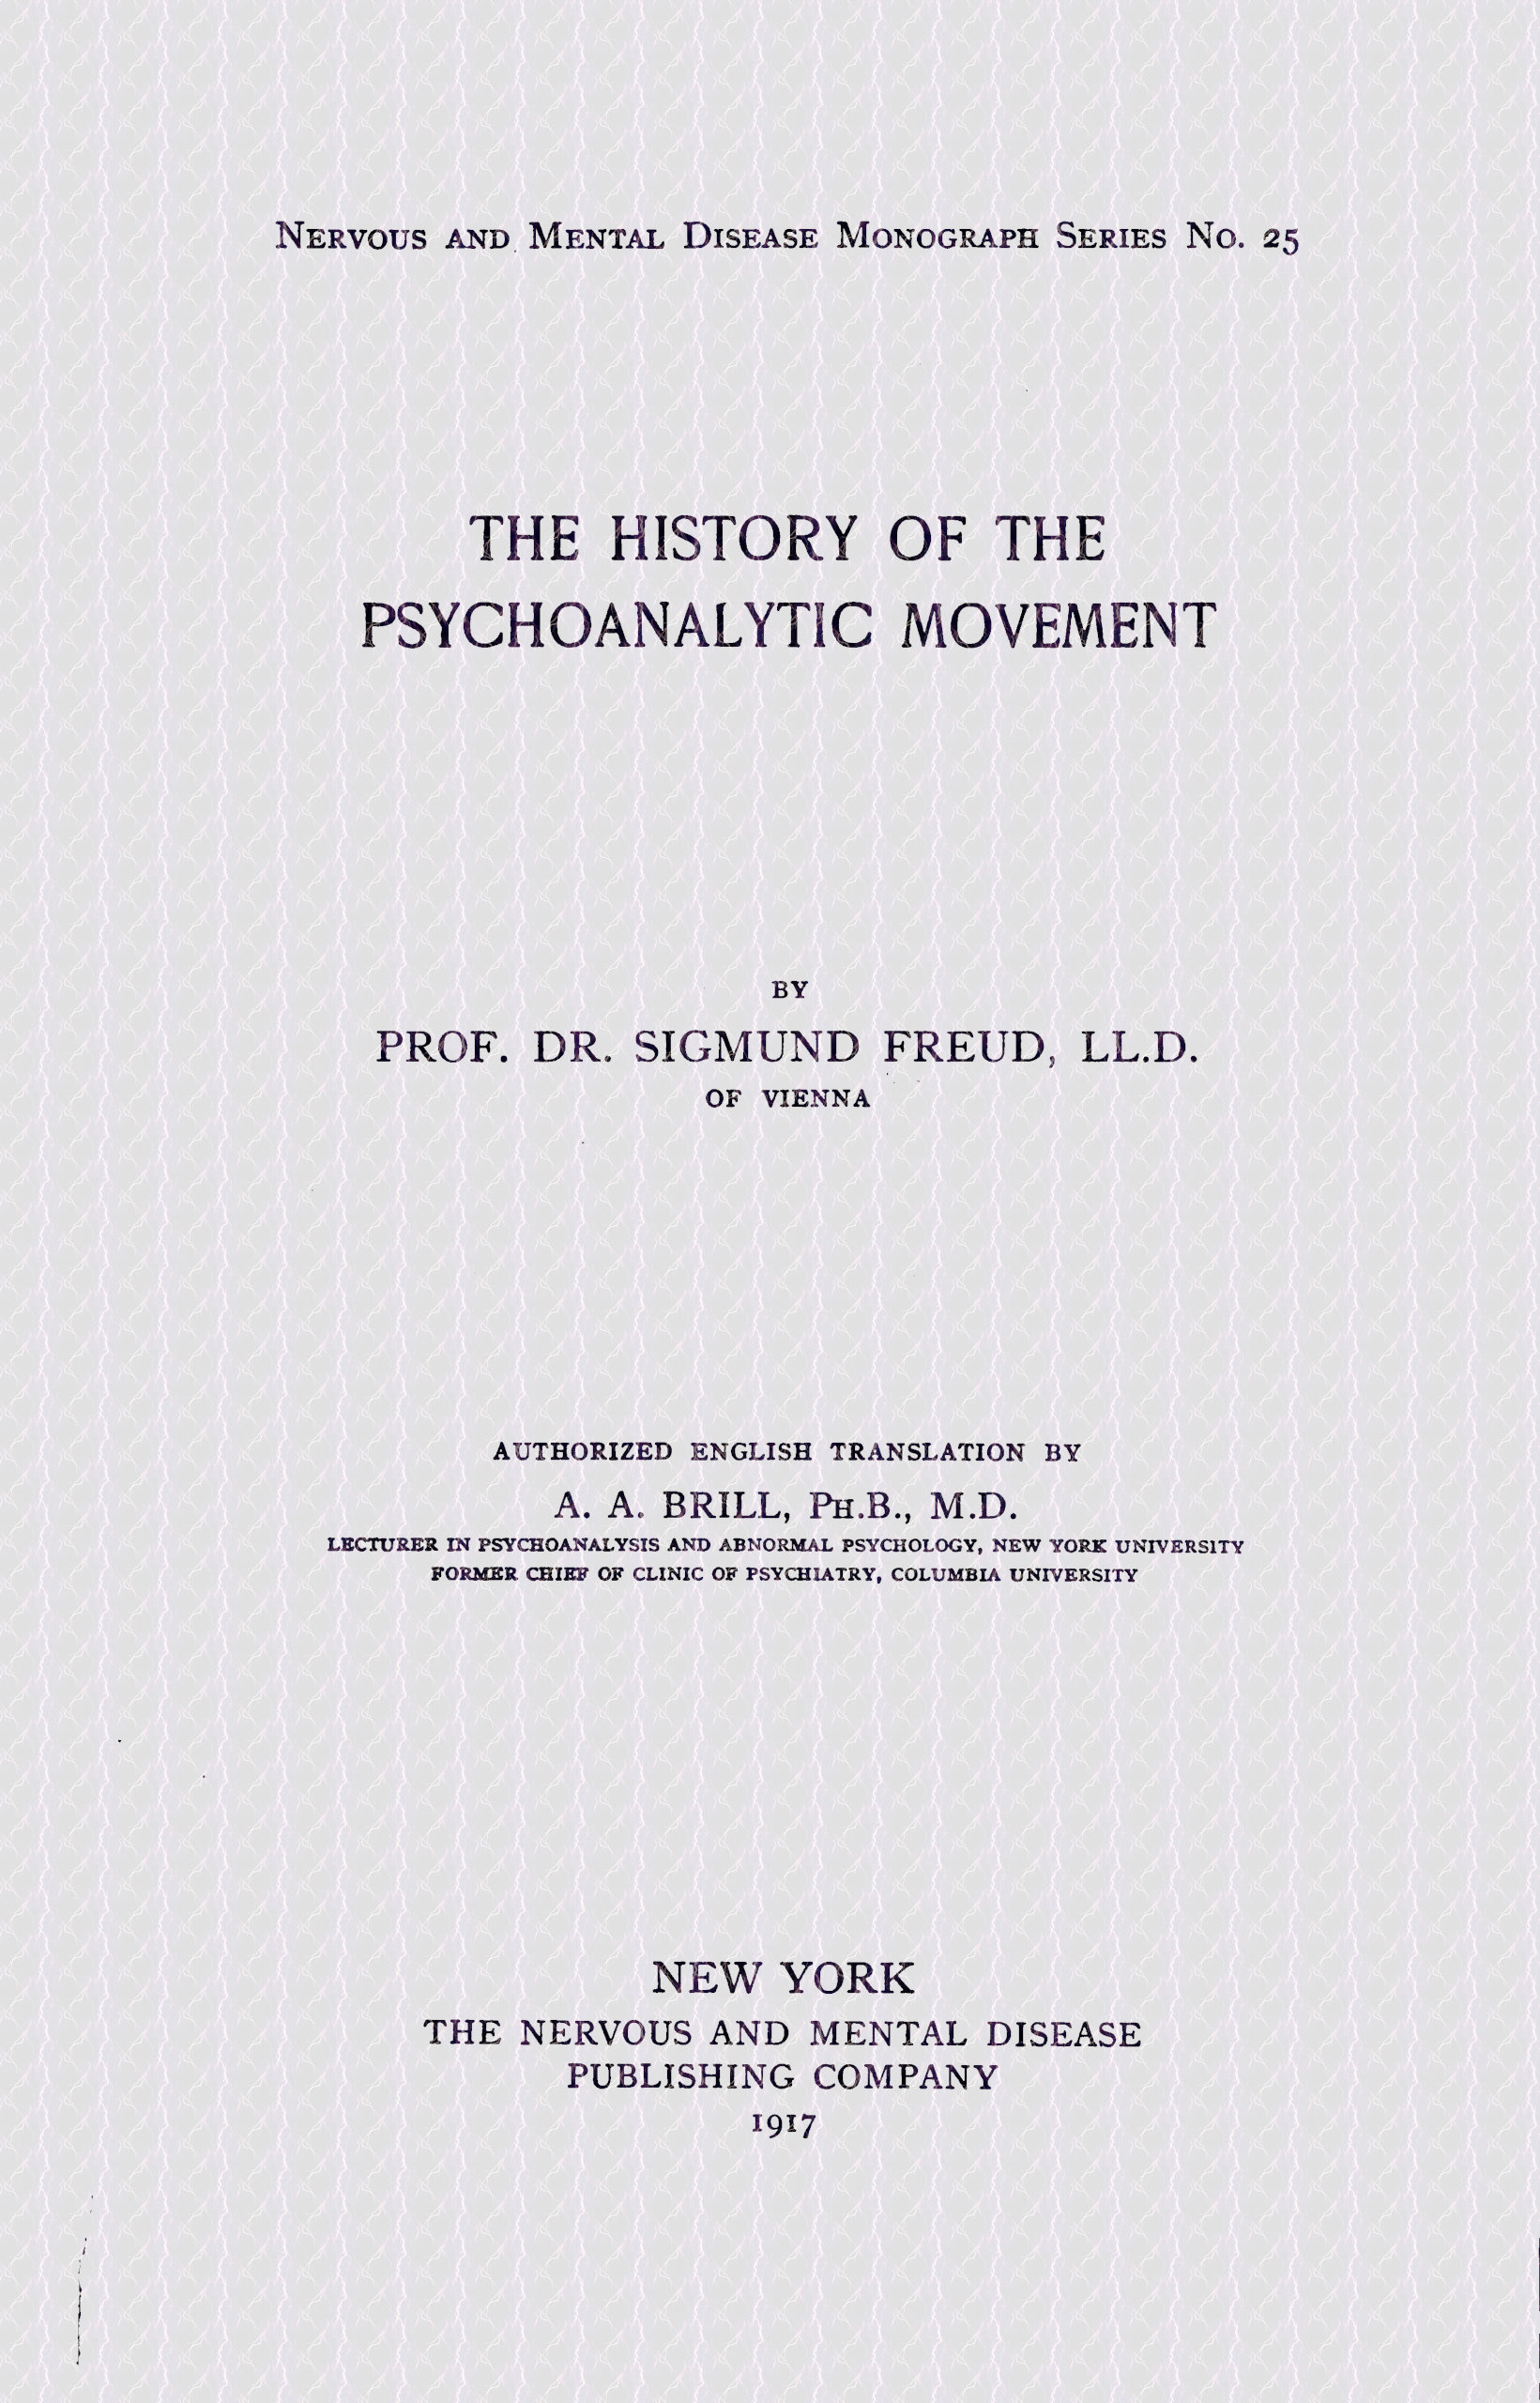 Nervous and Mental Disease Monograph Series No. 25
THE HISTORY OF THE
PSYCHOANALYTIC MOVEMENT
BY
PROF. DR. SIGMUND FREUD, LL.D.
OF VIENNA
AUTHORIZED ENGLISH TRANSLATION BY
A. A. BRILL, Ph.B., M.D.
LECTURER IN PSYCHOANALYSIS AND ABNORMAL PSYCHOLOGY, NEW YORK UNIVERSITY
FORMER CHIEF OF CLINIC OF PSYCHIATRY, COLUMBIA UNIVERSITY
NEW YORK
THE NERVOUS AND MENTAL DISEASE
PUBLISHING COMPANY
1917